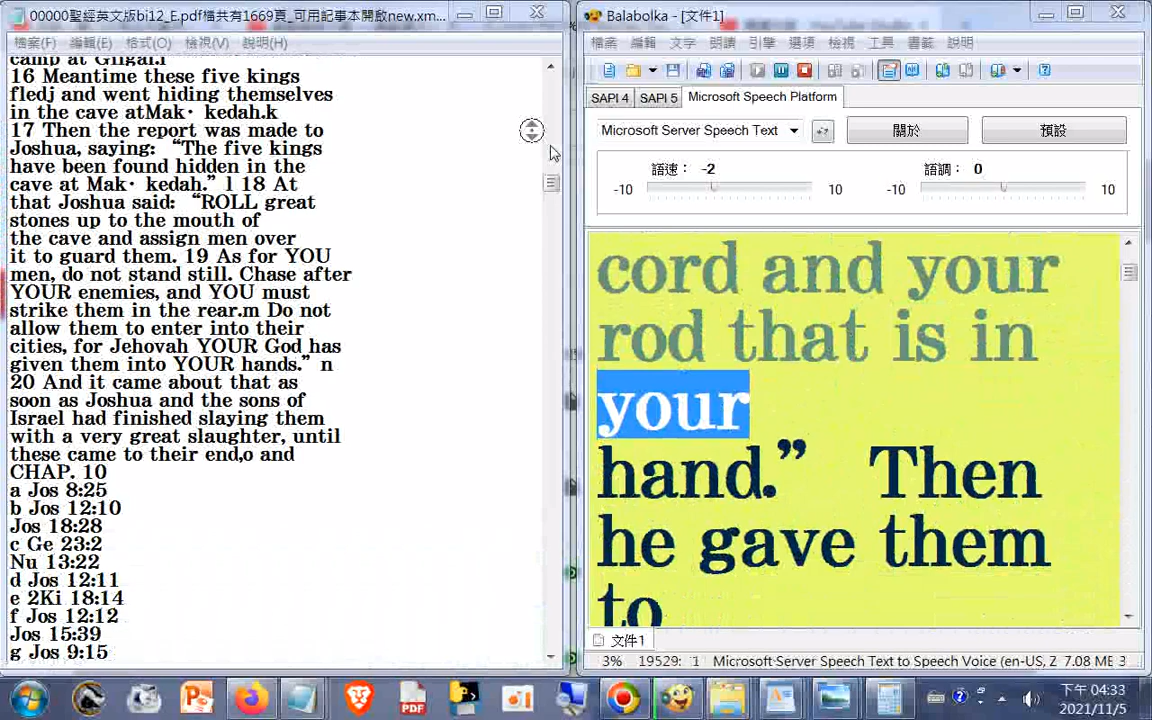 00000聖經英文版bi12_E.pdf檔共有1669頁_可用記事本開啟new.xm...
檔案(F) 編輯(E) 格式(O) 檢視(V) 說明(H)
camp at Gilgal.i
16 Meantime these five kings
fledj and went hiding themselves
in the cave atMak· kedah.k
17 Then the report was made to
Joshua, saying: “The five kings
have been found hidden in the
cave at Mak· kedah.” l 18 At
that Joshua said: “ROLL great
stones up to the mouth of
the cave and assign men over
it to guard them. 19 As for YOU
men, do not stand still. Chase after
YOUR enemies, and YOU must
strike them in the rear.m Do not
allow them to enter into their
cities, for Jehovah YOUR God has
given them into YOUR hands.” n
20 And it came about that as
soon as Joshua and the sons of
Israel had finished slaying them
with a very great slaughter, until
these came to their end,o and
CHAP. 10
a Jos 8:25
b Jos 12:10
Jos 18:28
c Ge 23:2
Nu 13:22
d Jos 12:11
e 2Ki 18:14
f Jos 12:12
Jos 15:39
g Jos 9:15
Balabolka - [文件1]
檔案 編輯 文字 朗讀 引擎 選項 檢視 工具 書籤 說明
SAPI 4 SAPI 5 Microsoft Speech Platform
Microsoft Server Speech Text 關於 預設
語速： -2 語調： 0
-10 10 -10 10
cord and your
rod that is in
your
hand.” Then
he gave them
to
文件1
3% 19529: 1 Microsoft Server Speech Text to Speech Voice (en-US, Z 7.08 MB 3
PDF
下午 04:33
2021/11/5